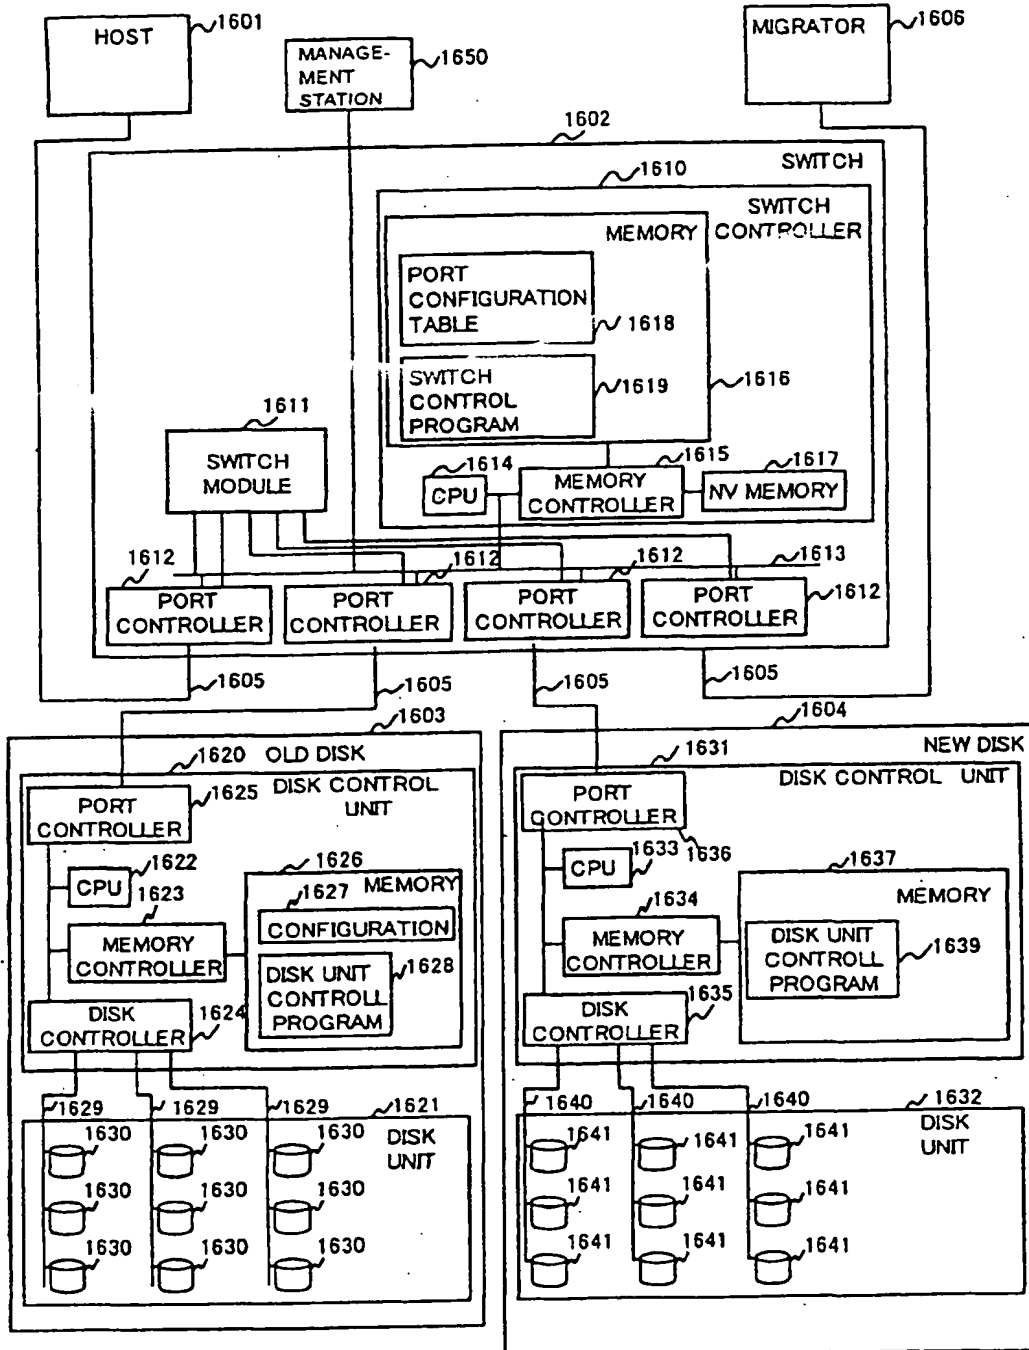 HOST
1601
MANAGE-
MENT
STATION
1650
MIGRATOR
1606
1602
SWITCH
1610
SWITCH
CONTROLLER
MEMORY
PORT
CONFIGURATION
TABLE
1618
SWITCH
CONTROL
PROGRAM
1619
1616
1611
SWITCH
MODULE
1614
CPU
1615
MEMORY
CONTROLLER
1617
NV MEMORY
1612
PORT
CONTROLLER
1612
PORT
CONTROLLER
1612
PORT
CONTROLLER
1613
PORT
CONTROLLER
1612
1605
1605
1605
1605
1603
OLD DISK
1620
DISK CONTROL
UNIT
1625
PORT
CONTROLLER
1622
CPU
1623
MEMORY
CONTROLLER
1626
MEMORY
1627
CONFIGURATION
DISK UNIT
CONTROLL
PROGRAM
1628
DISK
CONTROLLER
1624
1629
1629
1629
1621
DISK
UNIT
1630
1630
1630
1630
1630
1630
1630
1630
1630
1604
NEW DISK
1631
DISK CONTROL UNIT
PORT
CONTROLLER
1636
CPU
1633
1634
MEMORY
CONTROLLER
1637
MEMORY
DISK UNIT
CONTROLL
PROGRAM
1639
DISK
CONTROLLER
1635
1640
1640
1640
1632
DISK
UNIT
1641
1641
1641
1641
1641
1641
1641
1641
1641